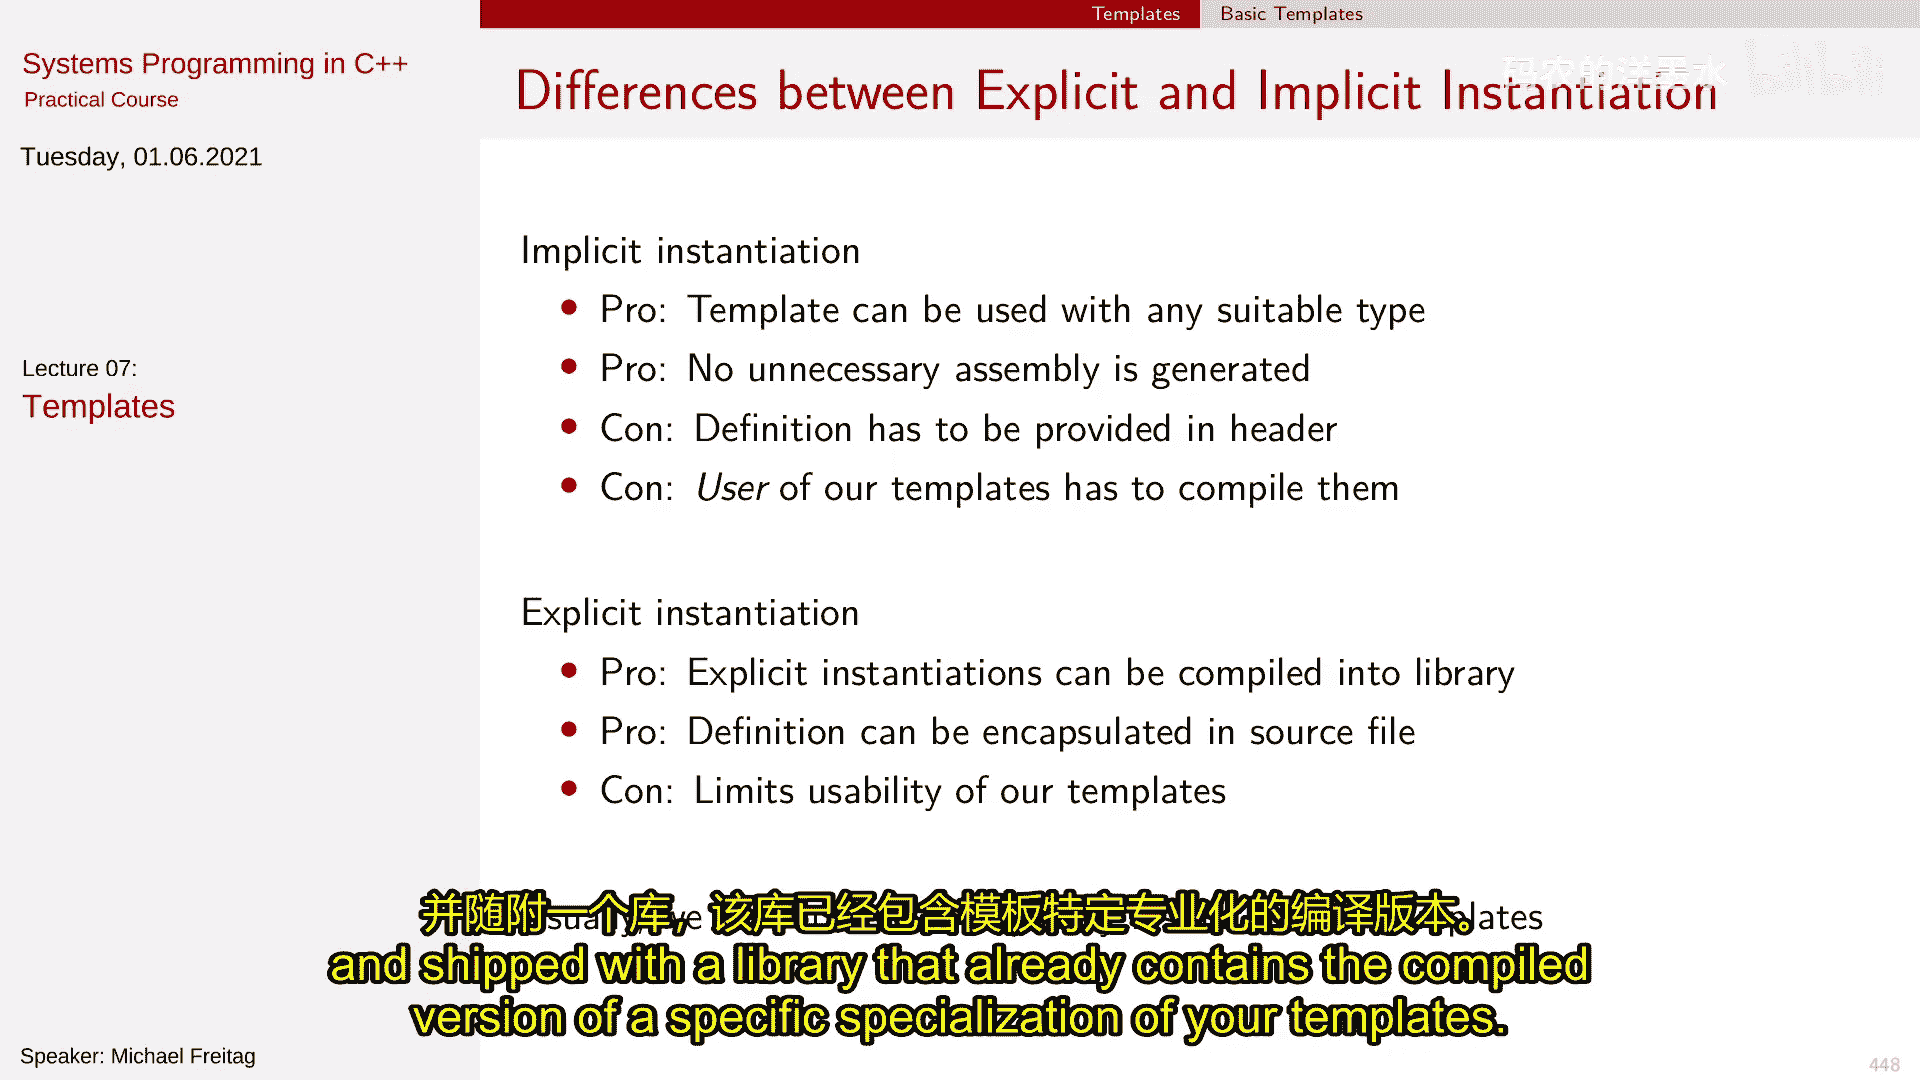 Templates Basic Templates
Systems Programming in C++
Practical Course
Tuesday, 01.06.2021
Lecture 07:
Templates
码农的洋墨水
Differences between Explicit and Implicit Instantiation
Implicit instantiation
• Pro: Template can be used with any suitable type
• Pro: No unnecessary assembly is generated
• Con: Definition has to be provided in header
• Con: User of our templates has to compile them
Explicit instantiation
• Pro: Explicit instantiations can be compiled into library
• Pro: Definition can be encapsulated in source file
• Con: Limits usability of our templates
并随附一个库，该库已经包含模板特定专业化的编译版本。
and shipped with a library that already contains the compiled
version of a specific specialization of your templates.
Speaker: Michael Freitag
448